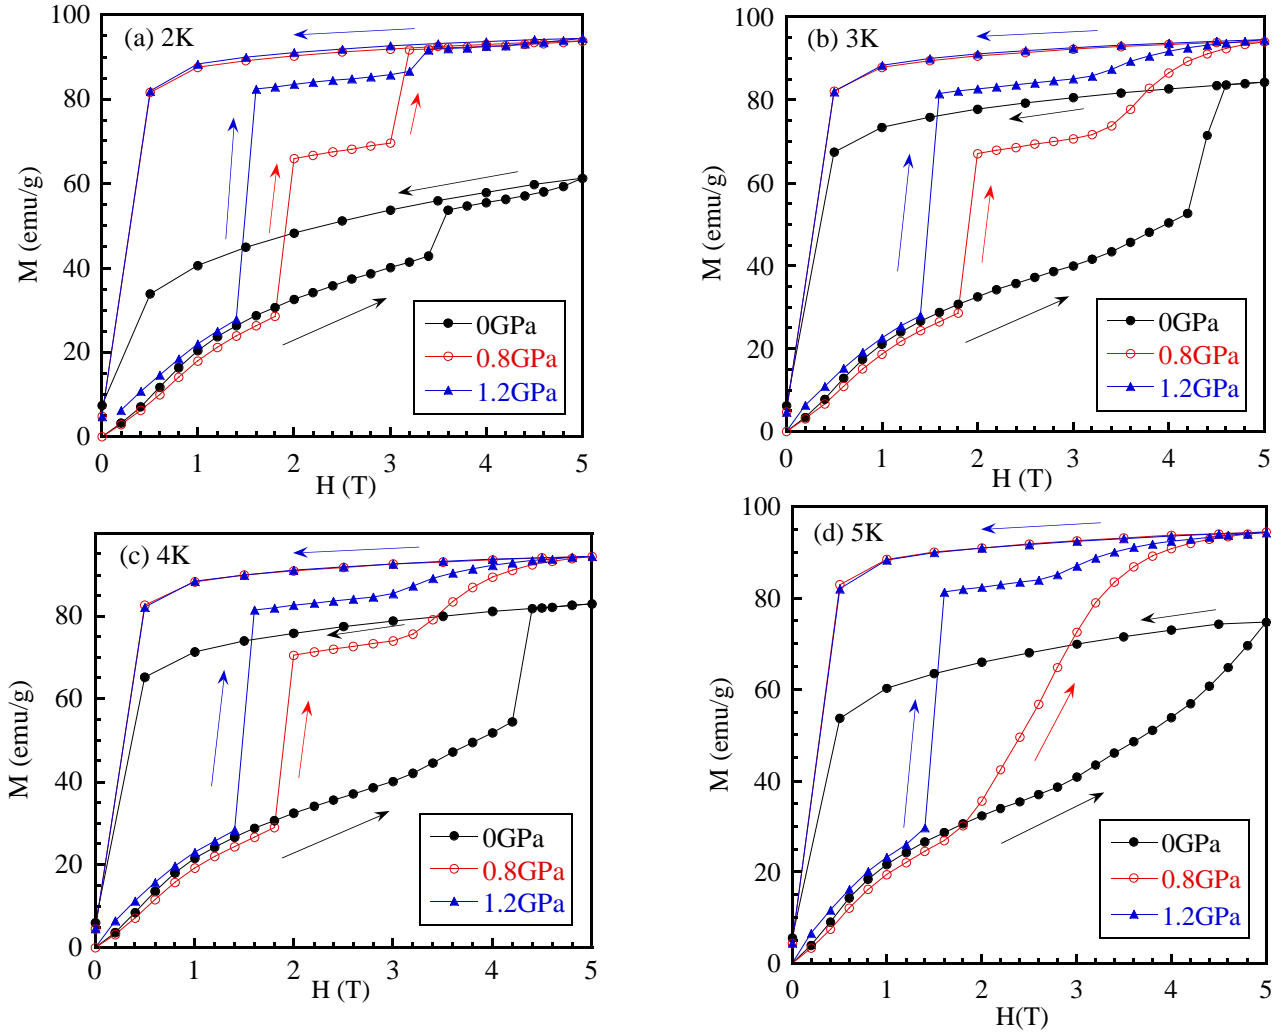 (a) 2K
M (emu/g)
100
80
60
40
20
0
0 1 2 3 4 5
H (T)
0GPa
0.8GPa
1.2GPa
(b) 3K
M (emu/g)
100
80
60
40
20
0
0 1 2 3 4 5
H (T)
0GPa
0.8GPa
1.2GPa
(c) 4K
M (emu/g)
80
60
40
20
0
0 1 2 3 4 5
H (T)
0GPa
0.8GPa
1.2GPa
(d) 5K
M (emu/g)
100
80
60
40
20
0
0 1 2 3 4 5
H(T)
0GPa
0.8GPa
1.2GPa